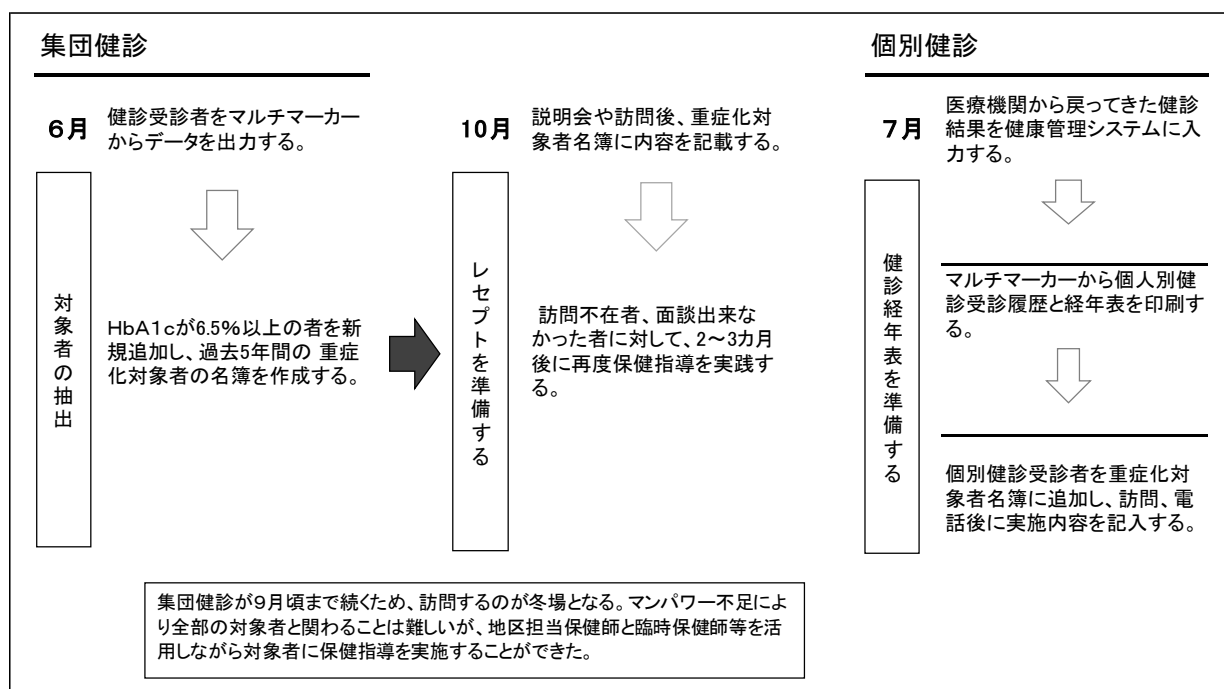 集団健診
6月
健診受診者をマルチマーカー
からデータを出力する。
対象者の抽出
HbA1cが6.5%以上の者を新
規追加し、過去5年間の 重症
化対象者の名簿を作成する。
10月
説明会や訪問後、重症化対
象者名簿に内容を記載する。
レセプトを準備する
訪問不在者、面談出来な
かった者に対して、2～3カ月
後に再度保健指導を実践す
る。
個別健診
7月
医療機関から戻ってきた健診
結果を健康管理システムに入
力する。
健診経年表を準備する
マルチマーカーから個人別健
診受診履歴と経年表を印刷す
る。
個別健診受診者を重症化対
象者名簿に追加し、訪問、電
話後に実施内容を記入する。
集団健診が9月頃まで続くため、訪問するのが冬場となる。マンパワー不足によ
り全部の対象者と関わることは難しいが、地区担当保健師と臨時保健師等を活
用しながら対象者に保健指導を実施することができた。